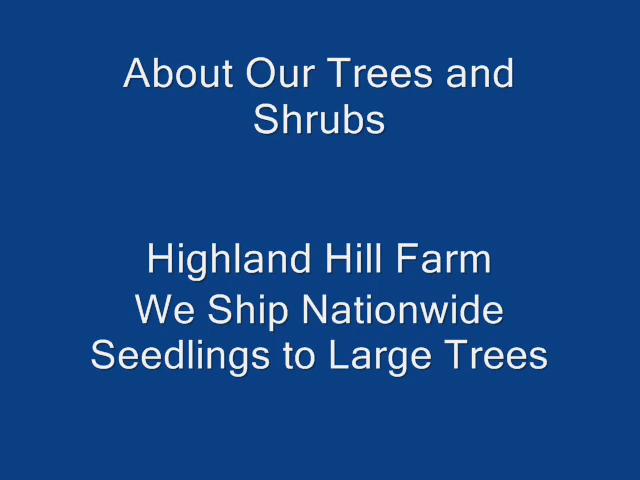 About Our Trees and
Shrubs
Highland Hill Farm
We Ship Nationwide
Seedlings to Large Trees